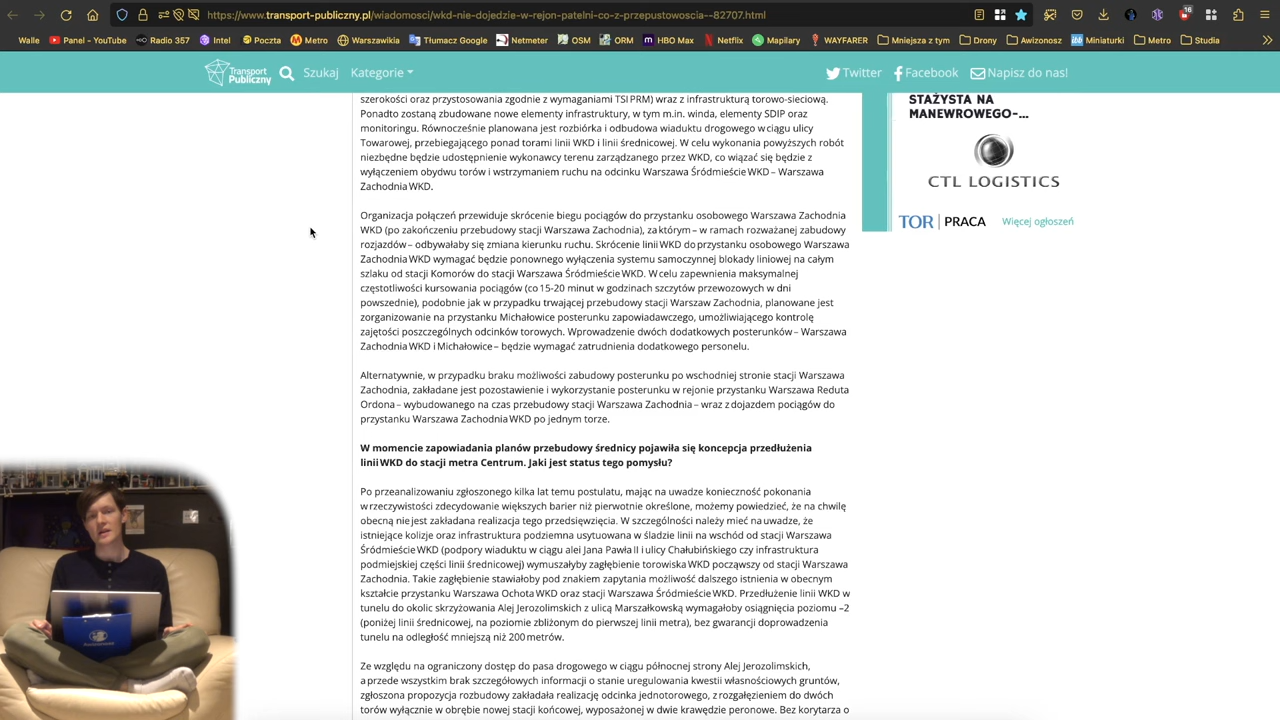 https://www.transport-publiczny.pl/wiadomosci/wkd-nie-dojedzie-w-rejon-patelni-co-z-przepustowoscia--82707.html
16
Walle Panel - YouTube Radio 357 Intel Poczta Metro Warszawikia Tłumacz Google Netmeter OSM ORM HBO Max Netflix Mapilary WAYFARER Mniejsza z tym Drony Awizonosz Miniaturki Metro Studia
Transport Publiczny Szukaj Kategorie Twitter Facebook Napisz do nas!
szerokości oraz przystosowania zgodnie z wymaganiami TSI PRM) wraz z infrastrukturą torowo-sieciową.
Ponadto zostaną zbudowane nowe elementy infrastruktury, w tym m.in. winda, elementy SDIP oraz
monitoringu. Równocześnie planowana jest rozbiórka i odbudowa wiaduktu drogowego w ciągu ulicy
Towarowej, przebiegającego ponad torami linii WKD i linii średnicowej. W celu wykonania powyższych robót
niezbędne będzie udostępnienie wykonawcy terenu zarządzanego przez WKD, co wiązać się będzie z
wyłączeniem obydwu torów i wstrzymaniem ruchu na odcinku Warszawa Śródmieście WKD – Warszawa
Zachodnia WKD.
Organizacja połączeń przewiduje skrócenie biegu pociągów do przystanku osobowego Warszawa Zachodnia
WKD (po zakończeniu przebudowy stacji Warszawa Zachodnia), za którym – w ramach rozważanej zabudowy
rozjazdów – odbywałaby się zmiana kierunku ruchu. Skrócenie linii WKD do przystanku osobowego Warszawa
Zachodnia WKD wymagać będzie ponownego wyłączenia systemu samoczynnej blokady liniowej na całym
szlaku od stacji Komorów do stacji Warszawa Śródmieście WKD. W celu zapewnienia maksymalnej
częstotliwości kursowania pociągów (co 15-20 minut w godzinach szczytów przewozowych w dni
powszednie), podobnie jak w przypadku trwającej przebudowy stacji Warszaw Zachodnia, planowane jest
zorganizowanie na przystanku Michałowice posterunku zapowiadawczego, umożliwiającego kontrolę
zajętości poszczególnych odcinków torowych. Wprowadzenie dwóch dodatkowych posterunków – Warszawa
Zachodnia WKD i Michałowice – będzie wymagać zatrudnienia dodatkowego personelu.
Alternatywnie, w przypadku braku możliwości zabudowy posterunku po wschodniej stronie stacji Warszawa
Zachodnia, zakładane jest pozostawienie i wykorzystanie posterunku w rejonie przystanku Warszawa Reduta
Ordona – wybudowanego na czas przebudowy stacji Warszawa Zachodnia – wraz z dojazdem pociągów do
przystanku Warszawa Zachodnia WKD po jednym torze.
W momencie zapowiadania planów przebudowy średnicy pojawiła się koncepcja przedłużenia
linii WKD do stacji metra Centrum. Jaki jest status tego pomysłu?
Po przeanalizowaniu zgłoszonego kilka lat temu postulatu, mając na uwadze konieczność pokonania
w rzeczywistości zdecydowanie większych barier niż pierwotnie określone, możemy powiedzieć, że na chwilę
obecną nie jest zakładana realizacja tego przedsięwzięcia. W szczególności należy mieć na uwadze, że
istniejące kolizje oraz infrastruktura podziemna usytuowana w śladzie linii na wschód od stacji Warszawa
Śródmieście WKD (podpory wiaduktu w ciągu alei Jana Pawła II i ulicy Chałubińskiego czy infrastruktura
podmiejskiej części linii średnicowej) wymuszałyby zagłębienie torowiska WKD począwszy od stacji Warszawa
Zachodnia. Takie zagłębienie stawiałoby pod znakiem zapytania możliwość dalszego istnienia w obecnym
kształcie przystanku Warszawa Ochota WKD oraz stacji Warszawa Śródmieście WKD. Przedłużenie linii WKD w
tunelu do okolic skrzyżowania Alej Jerozolimskich z ulicą Marszałkowską wymagałoby osiągnięcia poziomu –2
(poniżej linii średnicowej, na poziomie zbliżonym do pierwszej linii metra), bez gwarancji doprowadzenia
tunelu na odległość mniejszą niż 200 metrów.
Ze względu na ograniczony dostęp do pasa drogowego w ciągu północnej strony Alej Jerozolimskich,
a przede wszystkim brak szczegółowych informacji o stanie uregulowania kwestii własnościowych gruntów,
zgłoszona propozycja rozbudowy zakładała realizację odcinka jednotorowego, z rozgałęzieniem do dwóch
torów wyłącznie w obrębie nowej stacji końcowej, wyposażonej w dwie krawędzie peronowe. Bez korytarza o
STAŻYSTA NA
MANEWROWEGO-...
CTL LOGISTICS
TOR PRACA Więcej ogłoszeń